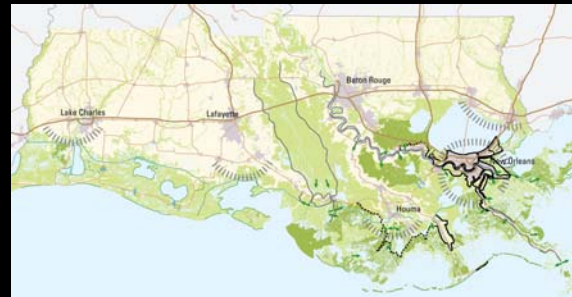 Baton Rouge
Lake Charles
Lafayette
New Orleans
Houma